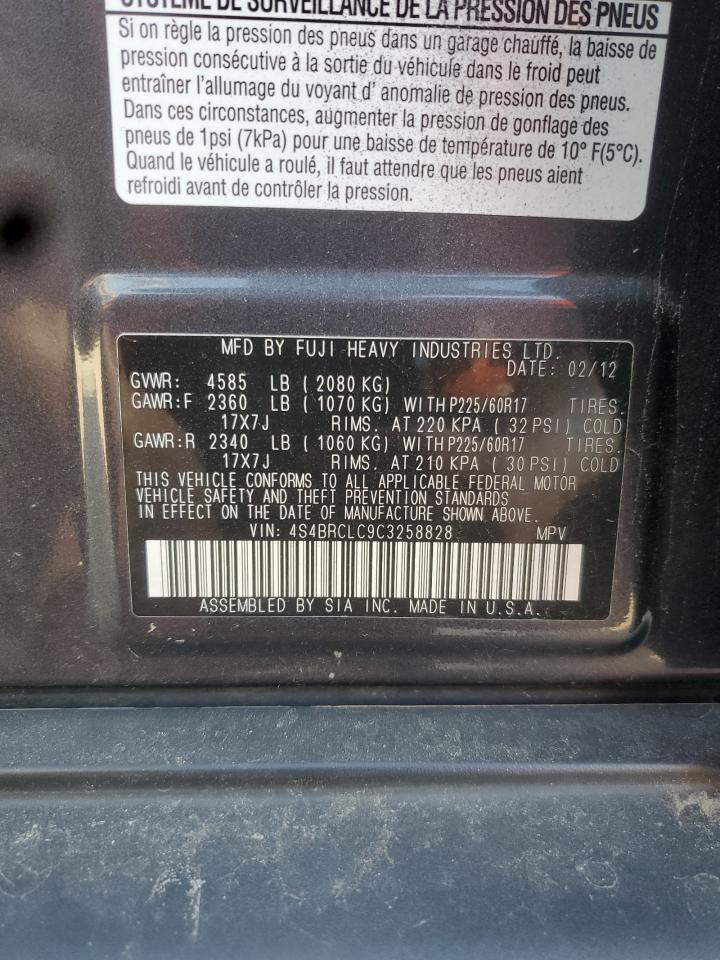 SYSTÈME DE SURVEILLANCE DE LA PRESSION DES PNEUS
Si on règle la pression des pneus dans un garage chauffé, la baisse de
pression consécutive à la sortie du véhicule dans le froid peut
entraîner l'allumage du voyant d' anomalie de pression des pneus.
Dans ces circonstances, augmenter la pression de gonflage des
pneus de 1psi (7kPa) pour une baisse de température de 10° F(5°C).
Quand le véhicule a roulé, il faut attendre que les pneus aient
refroidi avant de contrôler la pression.
MFD BY FUJI HEAVY INDUSTRIES LTD.
DATE: 02/12
GVWR: 4585 LB ( 2080 KG)
GAWR:F 2360 LB ( 1070 KG) WITH P225/60R17 TIRES.
17X7J RIMS. AT 220 KPA ( 32 PSI) COLD
GAWR:R 2340 LB ( 1060 KG) WITH P225/60R17 TIRES.
17X7J RIMS. AT 210 KPA ( 30 PSI) COLD
THIS VEHICLE CONFORMS TO ALL APPLICABLE FEDERAL MOTOR
VEHICLE SAFETY AND THEFT PREVENTION STANDARDS
IN EFFECT ON THE DATE OF MANUFACTURE SHOWN ABOVE.
VIN: 4S4BRCLC9C3258828 MPV
ASSEMBLED BY SIA INC. MADE IN U.S.A.